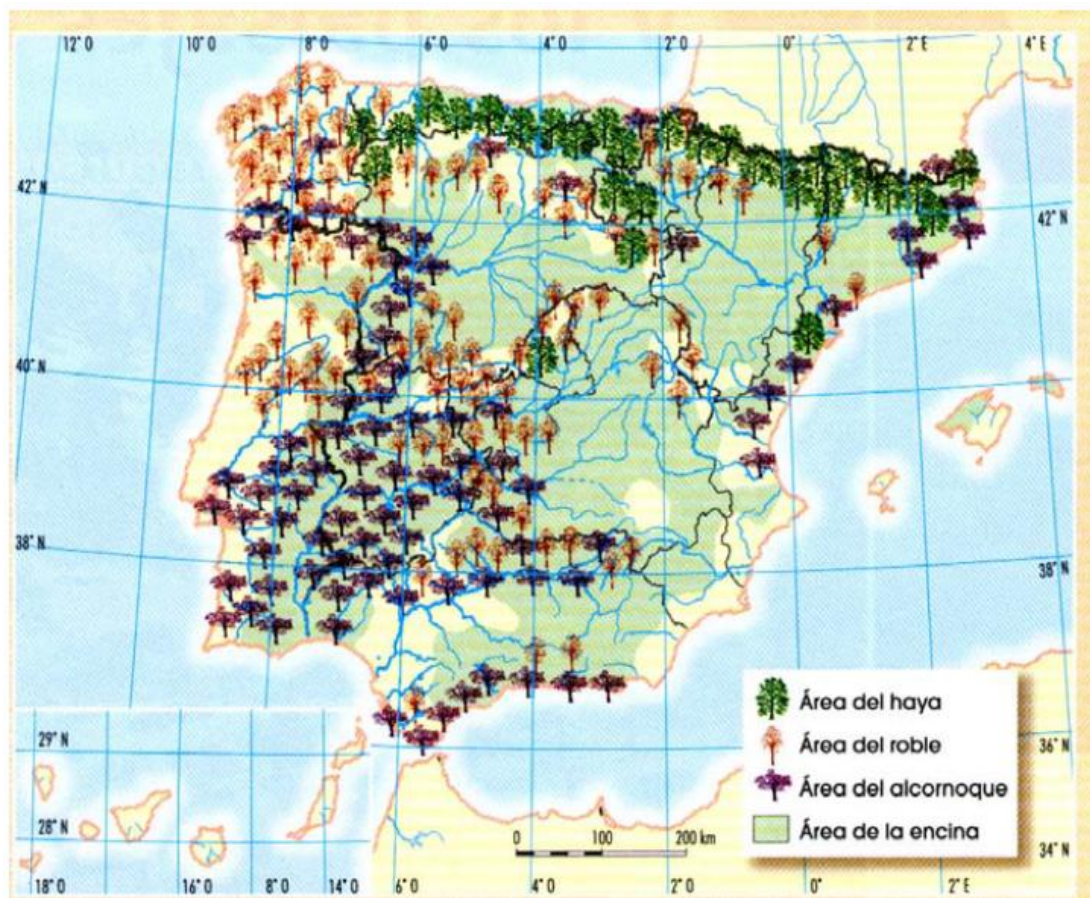 12° O 10° O 8° O 6° O 4° O 2° O 0° 2° E 4° E
42° N
42° N
40° N
40° N
38° N
38° N
Área del haya
Área del roble
Área del alcornoque
Área de la encina
29° N
36° N
28° N
0 100 200 km
34° N
18° O 16° O 8° O 14° O 6° O 4° O 2° O 0° 2° E